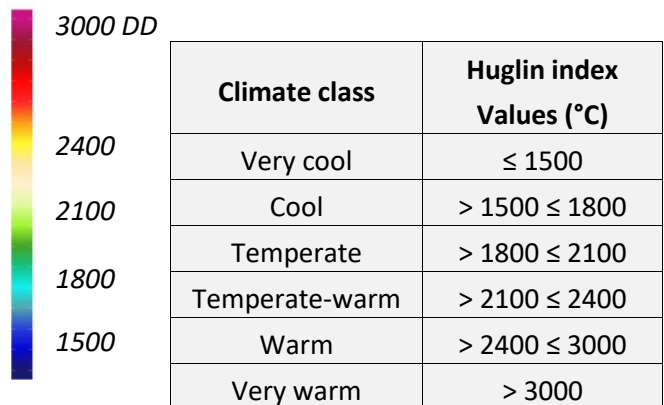 3000 DD
2400
2100
1800
1500
Climate class
Huglin index
Values (°C)
Very cool
≤ 1500
Cool
> 1500 ≤ 1800
Temperate
> 1800 ≤ 2100
Temperate-warm
> 2100 ≤ 2400
Warm
> 2400 ≤ 3000
Very warm
> 3000